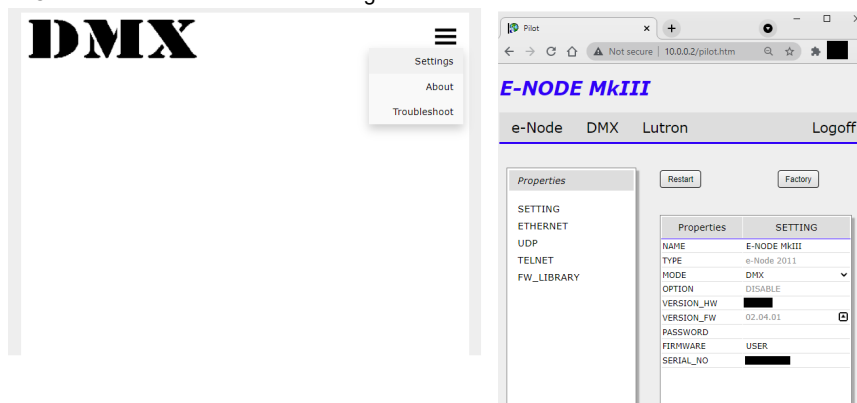 DMX
Settings
About
Troubleshoot
Pilot
Not secure | 10.0.0.2/pilot.htm
E-NODE MkIII
e-Node DMX Lutron Logoff
Properties
SETTING
ETHERNET
UDP
TELNET
FW_LIBRARY
Restart Factory
Properties SETTING
NAME E-NODE MkIII
TYPE e-Node 2011
MODE DMX
OPTION DISABLE
VERSION_HW
VERSION_FW 02.04.01
PASSWORD
FIRMWARE USER
SERIAL_NO